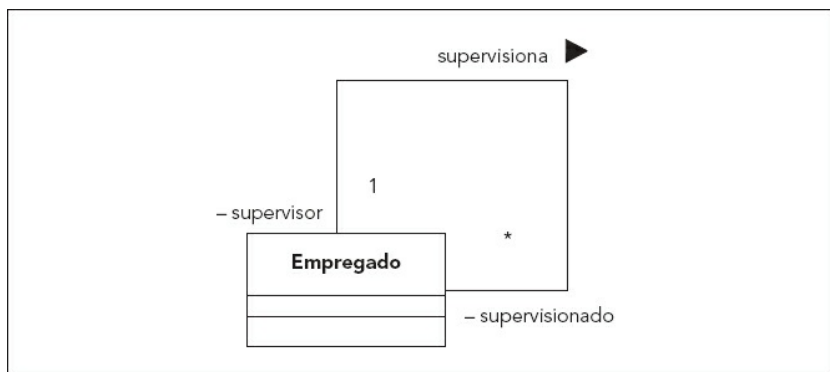 supervisiona ▶
1
– supervisor
*
Empregado
– supervisionado